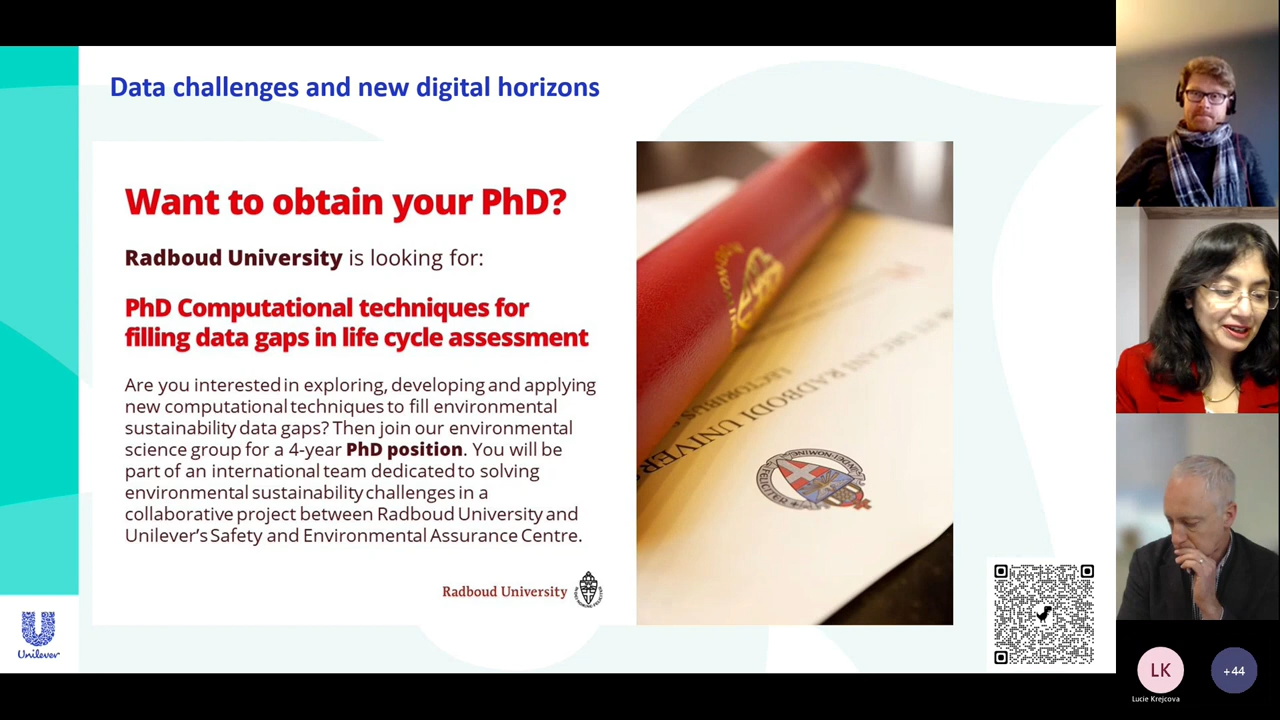 Data challenges and new digital horizons
Want to obtain your PhD?
Radboud University is looking for:
PhD Computational techniques for
filling data gaps in life cycle assessment
Are you interested in exploring, developing and applying
new computational techniques to fill environmental
sustainability data gaps? Then join our environmental
science group for a 4-year PhD position. You will be
part of an international team dedicated to solving
environmental sustainability challenges in a
collaborative project between Radboud University and
Unilever's Safety and Environmental Assurance Centre.
Radboud University
RADBODI UNIVER
LECTORIBUS
Unilever
LK
+44
Lucie Krejcova